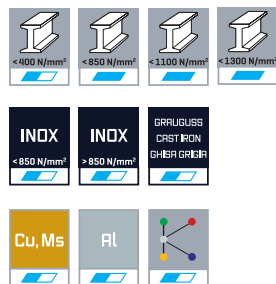 <400 N/mm²
<850 N/mm²
<1100 N/mm²
<1300 N/mm²
INOX
<850 N/mm²
INOX
>850 N/mm²
GRAUGUSS
CAST IRON
GHISA GRIGIA
Cu, Ms
Al